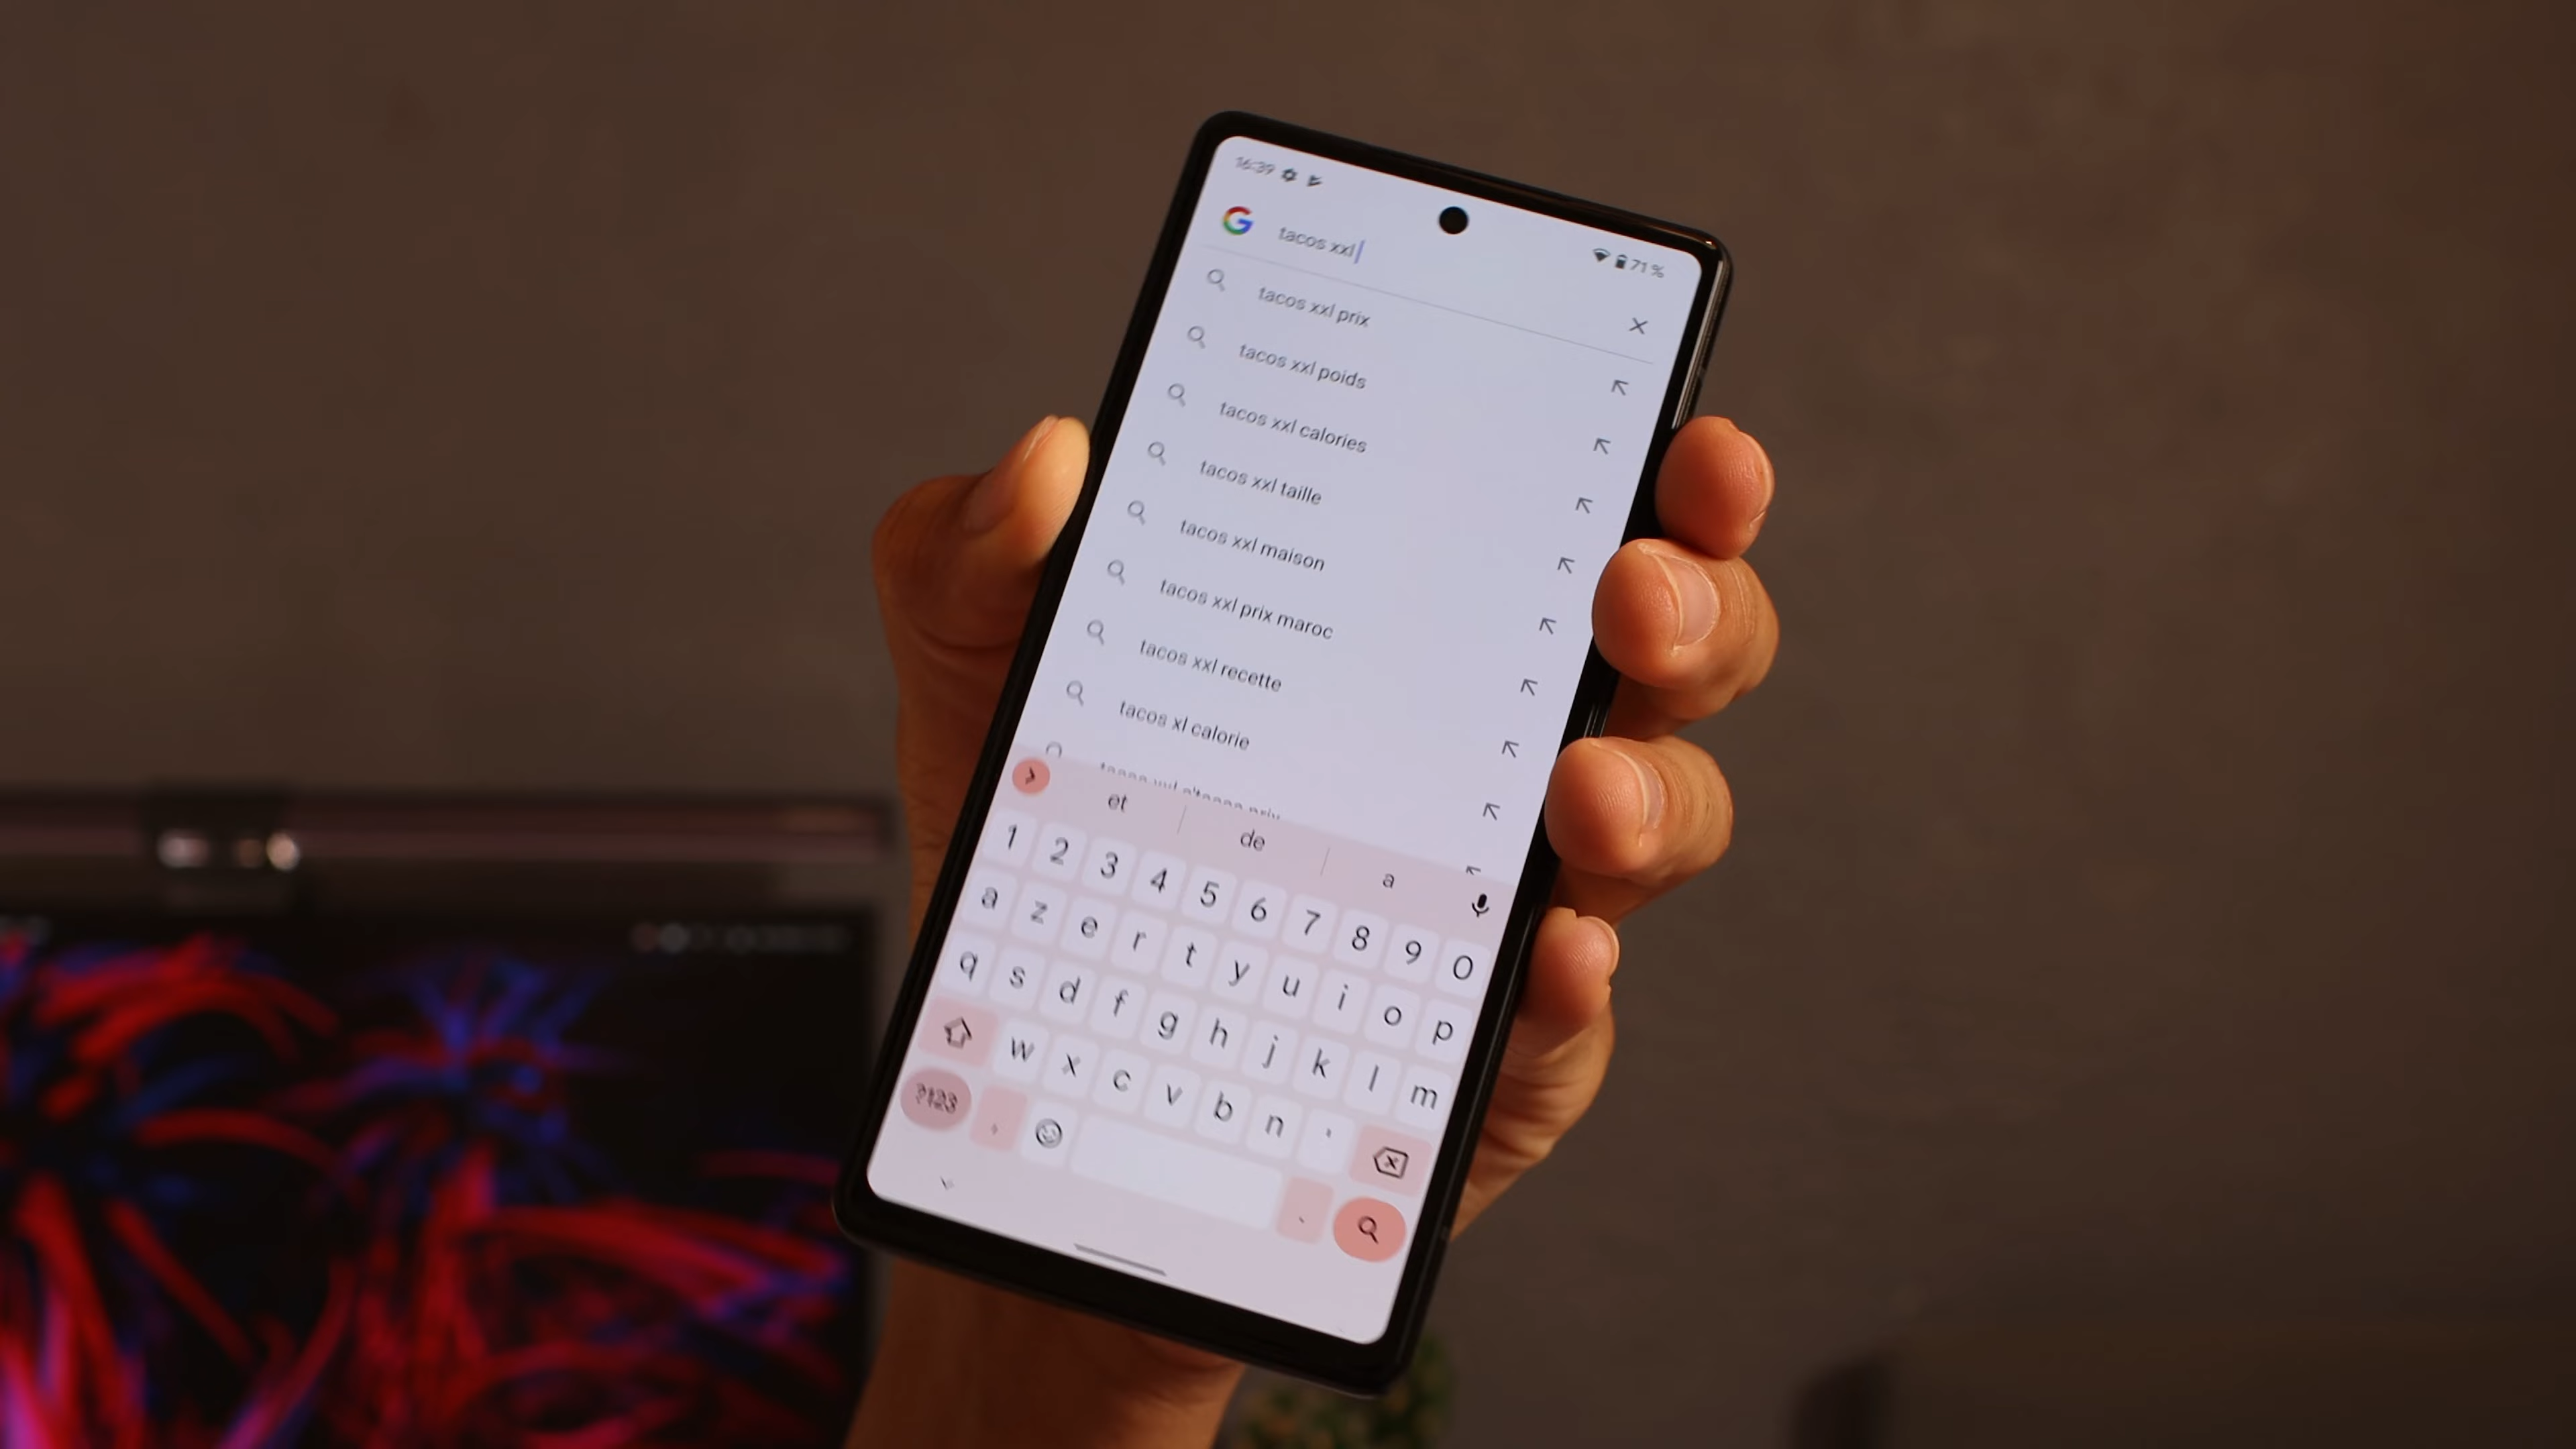 16:39
71%
tacos xxl
tacos xxl prix
tacos xxl poids
tacos xxl calories
tacos xxl taille
tacos xxl maison
tacos xxl prix maroc
tacos xxl recette
tacos xl calorie
et de a
1 2 3 4 5 6 7 8 9 0
a z e r t y u i o p
q s d f g h j k l m
w x c v b n '
?123 , .